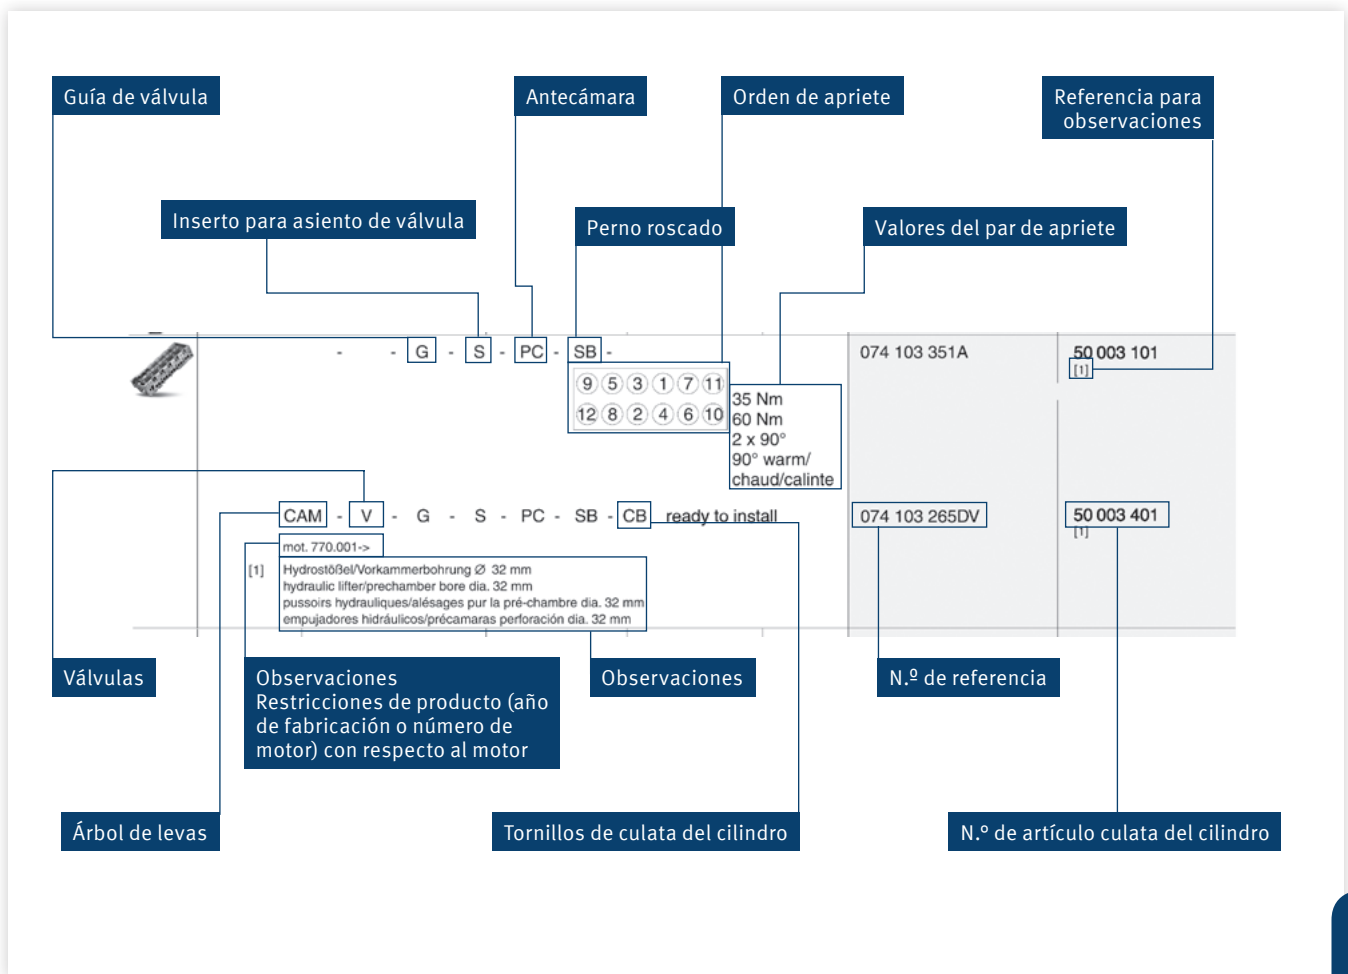 Guía de válvula
Antecámara
Orden de apriete
Referencia para
observaciones
Inserto para asiento de válvula
Perno roscado
Valores del par de apriete
- - G - S - PC - SB -
074 103 351A
50 003 101
[1]
9 5 3 1 7 11
12 8 2 4 6 10
35 Nm
60 Nm
2 x 90°
90° warm/
chaud/calinte
CAM - V - G - S - PC - SB - CB ready to install
074 103 265DV
50 003 401
[1]
mot. 770.001->
[1] Hydrostößel/Vorkammerbohrung Ø 32 mm
hydraulic lifter/prechamber bore dia. 32 mm
pussoirs hydrauliques/alésages pur la pré-chambre dia. 32 mm
empujadores hidráulicos/précamaras perforación dia. 32 mm
Válvulas
Observaciones
Restricciones de producto (año
de fabricación o número de
motor) con respecto al motor
Observaciones
N.º de referencia
Árbol de levas
Tornillos de culata del cilindro
N.° de artículo culata del cilindro